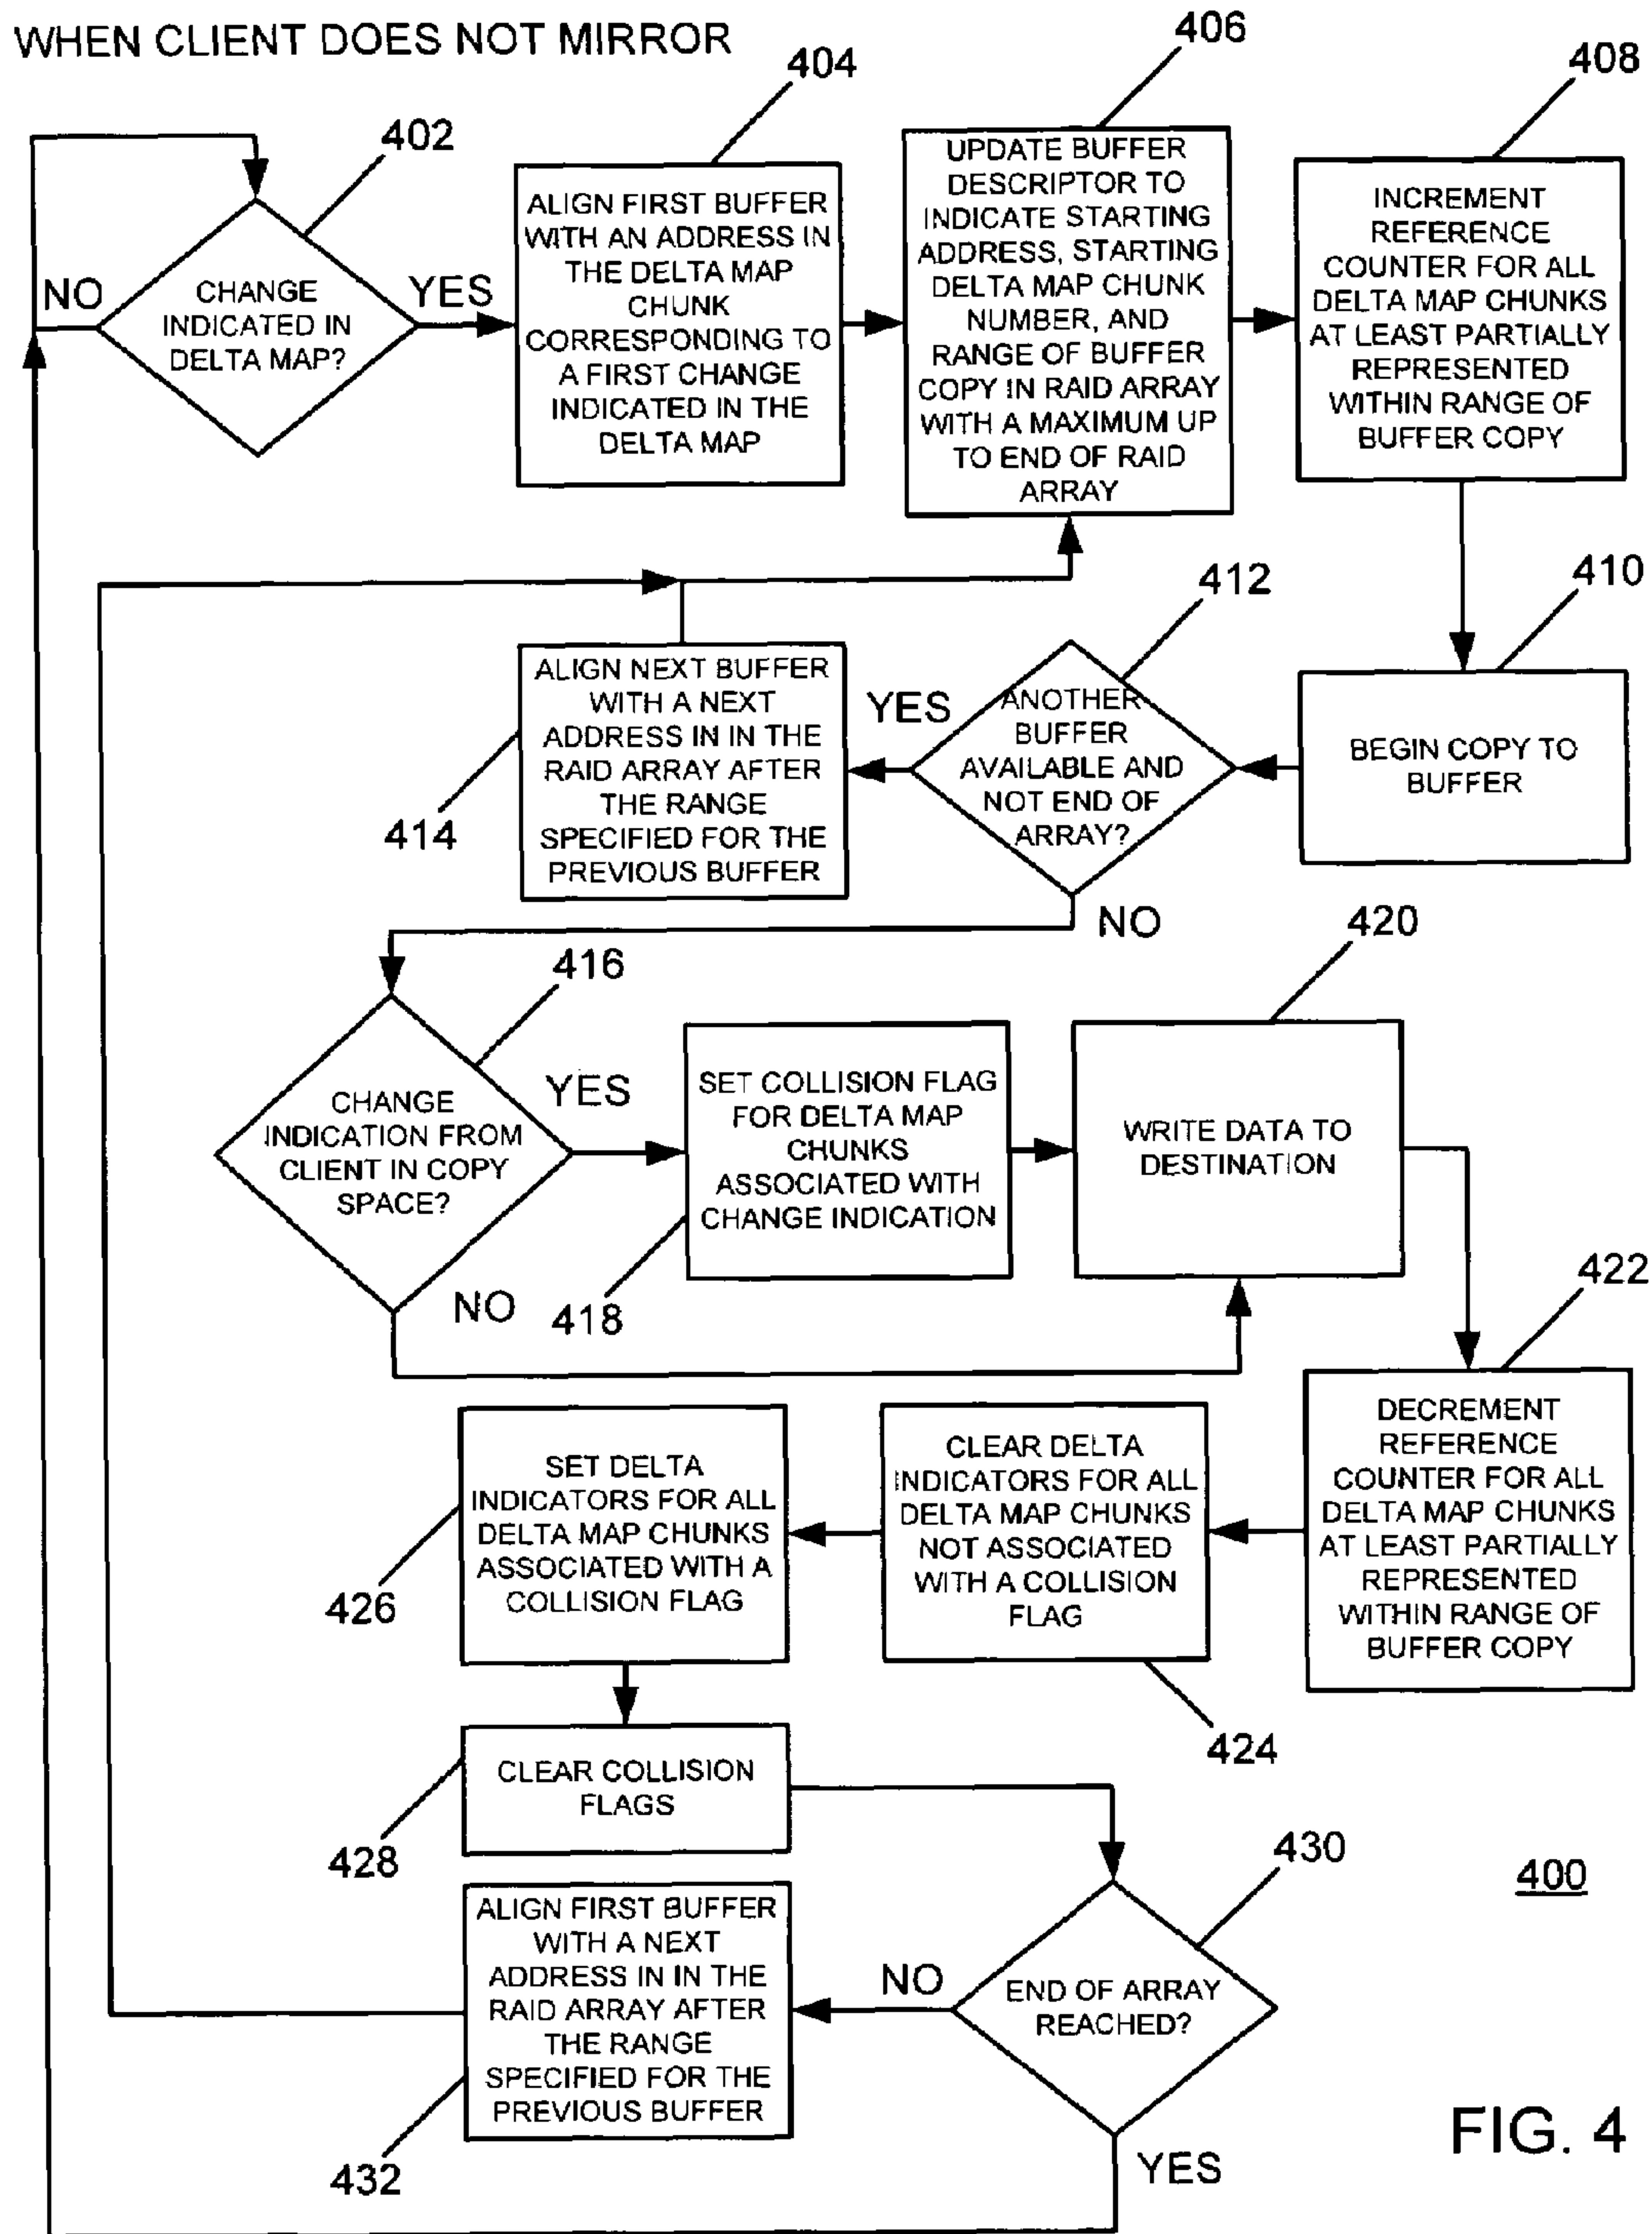 WHEN CLIENT DOES NOT MIRROR
402
404
406
408
CHANGE
INDICATED IN
DELTA MAP?
NO
YES
ALIGN FIRST BUFFER
WITH AN ADDRESS IN
THE DELTA MAP
CHUNK
CORRESPONDING TO
A FIRST CHANGE
INDICATED IN THE
DELTA MAP
UPDATE BUFFER
DESCRIPTOR TO
INDICATE STARTING
ADDRESS, STARTING
DELTA MAP CHUNK
NUMBER, AND
RANGE OF BUFFER
COPY IN RAID ARRAY
WITH A MAXIMUM UP
TO END OF RAID
ARRAY
INCREMENT
REFERENCE
COUNTER FOR ALL
DELTA MAP CHUNKS
AT LEAST PARTIALLY
REPRESENTED
WITHIN RANGE OF
BUFFER COPY
410
BEGIN COPY TO
BUFFER
412
ANOTHER
BUFFER
AVAILABLE AND
NOT END OF
ARRAY?
YES
NO
414
ALIGN NEXT BUFFER
WITH A NEXT
ADDRESS IN IN THE
RAID ARRAY AFTER
THE RANGE
SPECIFIED FOR THE
PREVIOUS BUFFER
416
CHANGE
INDICATION FROM
CLIENT IN COPY
SPACE?
YES
NO
418
SET COLLISION FLAG
FOR DELTA MAP
CHUNKS
ASSOCIATED WITH
CHANGE INDICATION
420
WRITE DATA TO
DESTINATION
422
DECREMENT
REFERENCE
COUNTER FOR ALL
DELTA MAP CHUNKS
AT LEAST PARTIALLY
REPRESENTED
WITHIN RANGE OF
BUFFER COPY
CLEAR DELTA
INDICATORS FOR ALL
DELTA MAP CHUNKS
NOT ASSOCIATED
WITH A COLLISION
FLAG
424
SET DELTA
INDICATORS FOR ALL
DELTA MAP CHUNKS
ASSOCIATED WITH A
COLLISION FLAG
426
CLEAR COLLISION
FLAGS
428
430
END OF ARRAY
REACHED?
NO
YES
ALIGN FIRST BUFFER
WITH A NEXT
ADDRESS IN IN THE
RAID ARRAY AFTER
THE RANGE
SPECIFIED FOR THE
PREVIOUS BUFFER
432
400
FIG. 4